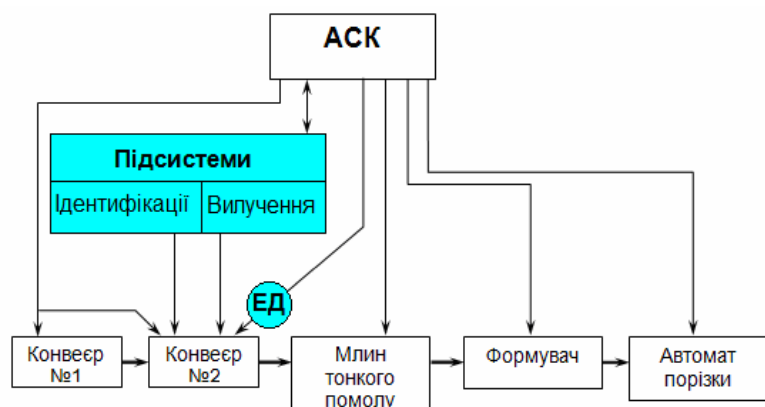 АСК
Підсистеми
Ідентифікації
Вилучення
ЕД
Конвеєр
№1
Конвеєр
№2
Млин
тонкого
помолу
Формувач
Автомат
порізки